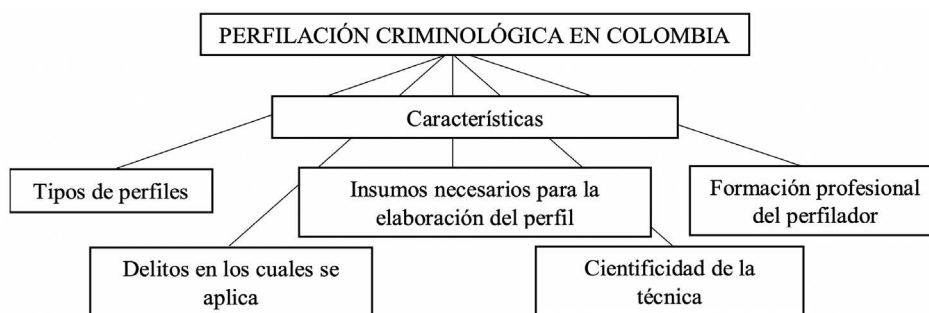 PERFILACIÓN CRIMINOLÓGICA EN COLOMBIA
Características
Tipos de perfiles
Insumos necesarios para la
elaboración del perfil
Formación profesional
del perfilador
Delitos en los cuales se
aplica
Cientificidad de la
técnica